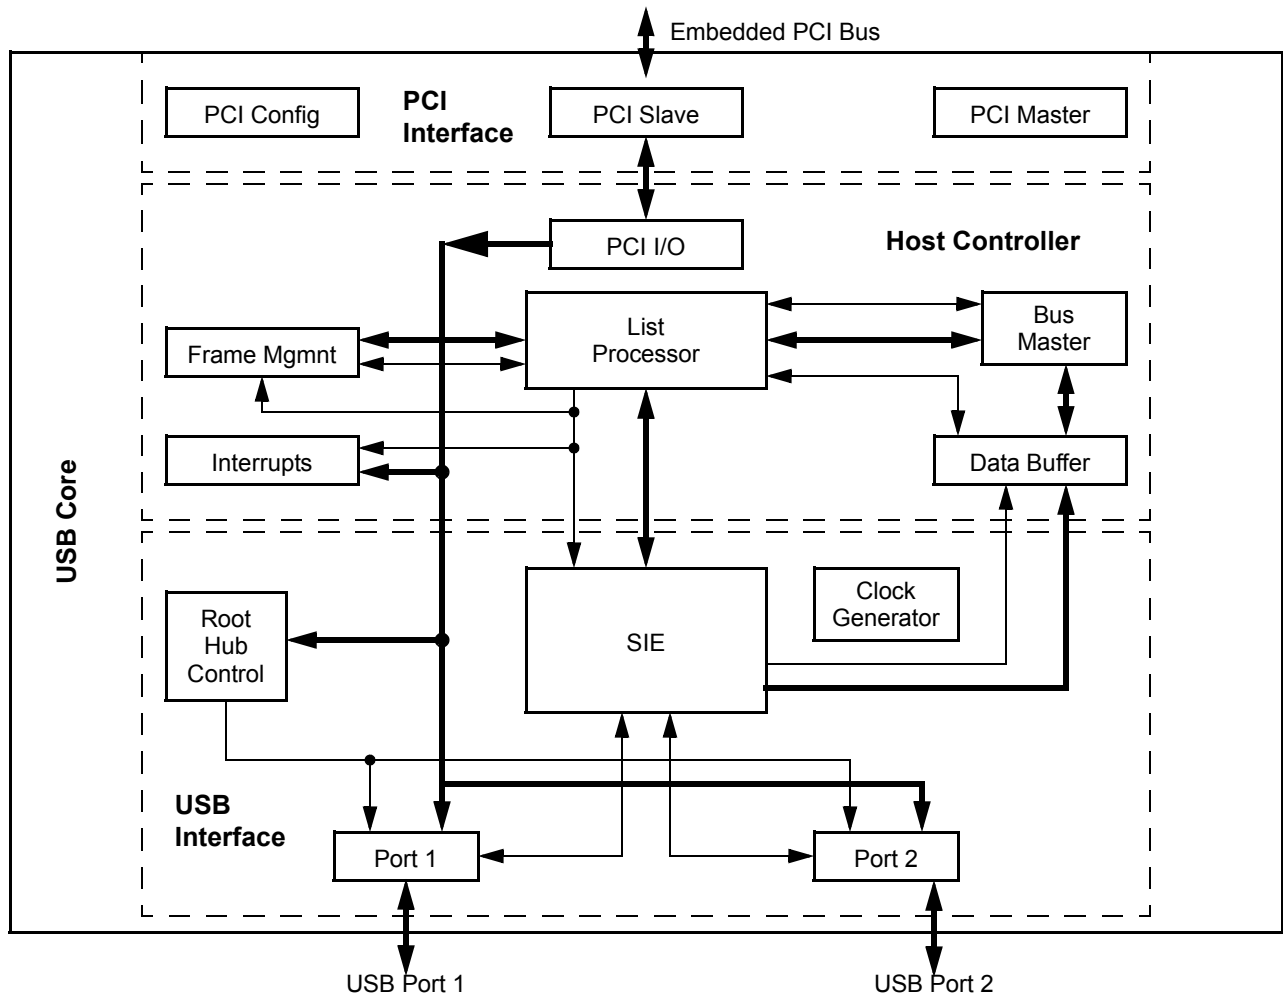 Embedded PCI Bus
PCI Config
PCI
Interface
PCI Slave
PCI Master
PCI I/O
Host Controller
List
Processor
Bus
Master
Frame Mgmnt
Interrupts
Data Buffer
USB Core
Root
Hub
Control
SIE
Clock
Generator
USB
Interface
Port 1
Port 2
USB Port 1
USB Port 2